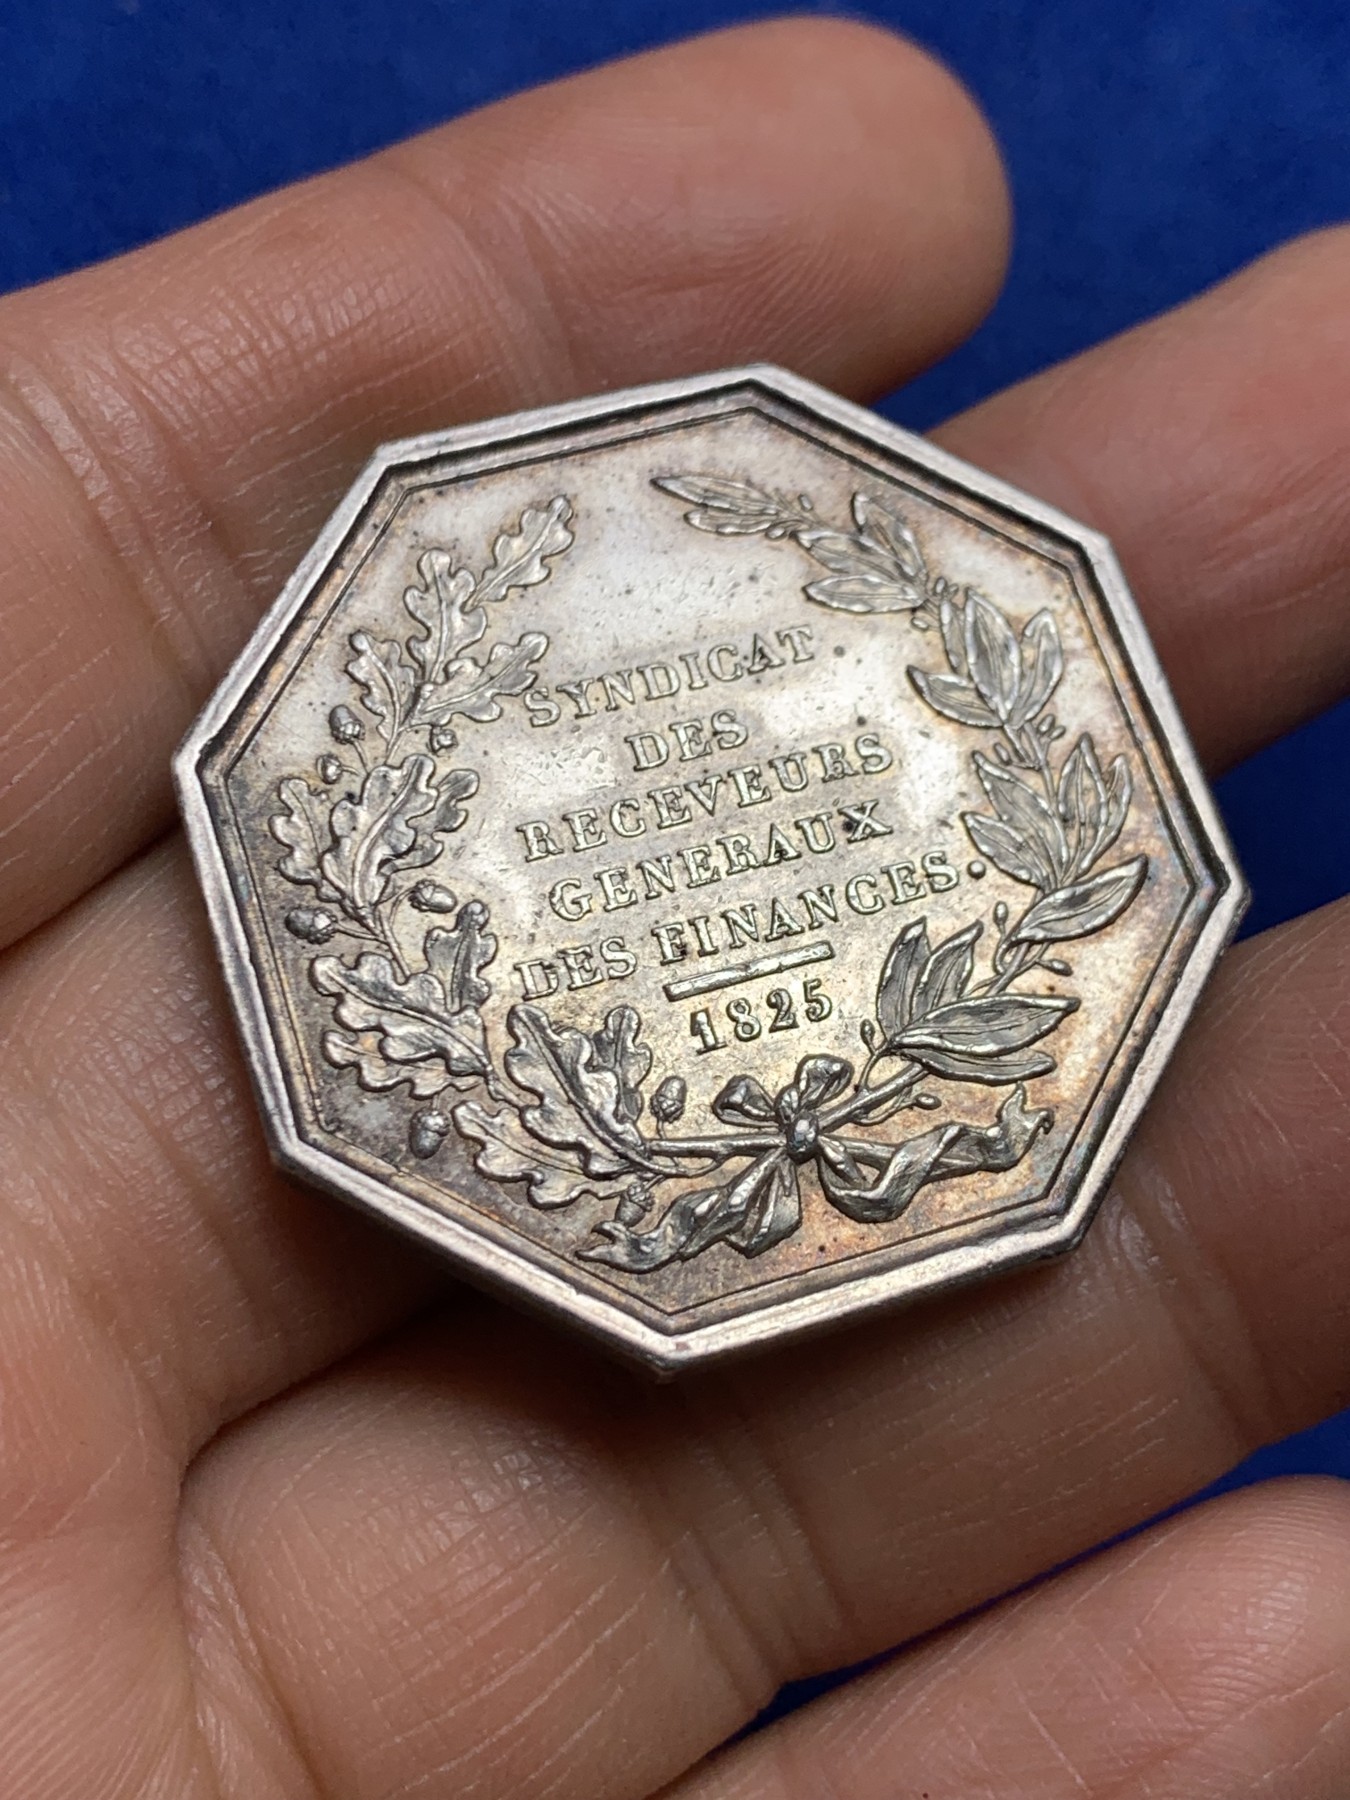 SYNDICAT
DES
RECEVEURS
GENERAUX
DES FINANCES.
1825